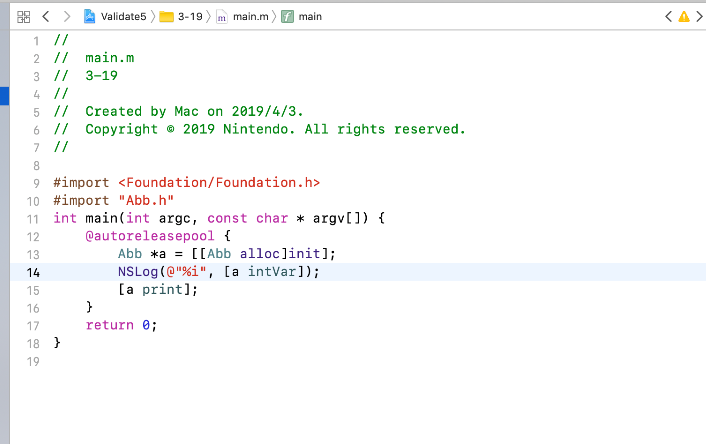 Validate5 3-19 main.m main
1 //
2 //  main.m
3 //  3-19
4 //
5 //  Created by Mac on 2019/4/3.
6 //  Copyright © 2019 Nintendo. All rights reserved.
7 //
8
9 #import <Foundation/Foundation.h>
10 #import "Abb.h"
11 int main(int argc, const char * argv[]) {
12     @autoreleasepool {
13         Abb *a = [[Abb alloc]init];
14         NSLog(@"%i", [a intVar]);
15         [a print];
16     }
17     return 0;
18 }
19